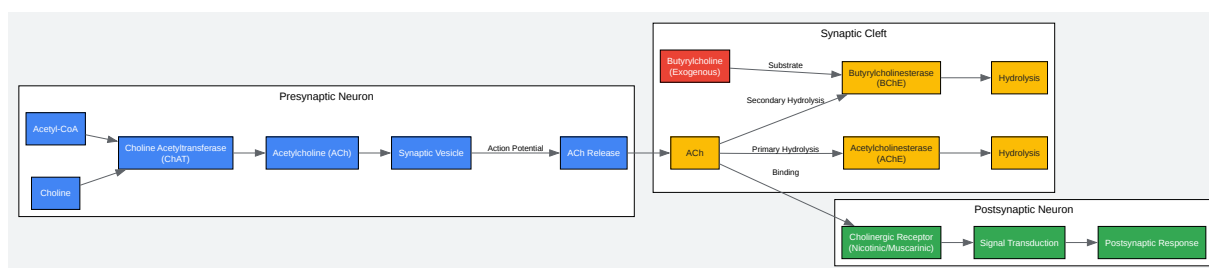 Presynaptic Neuron
Acetyl-CoA
Choline
Choline Acetyltransferase
(ChAT)
Acetylcholine (ACh)
Synaptic Vesicle
Action Potential
ACh Release
Synaptic Cleft
Butyrylcholine
(Exogenous)
Substrate
Butyrylcholinesterase
(BChE)
Hydrolysis
Secondary Hydrolysis
ACh
Primary Hydrolysis
Acetylcholinesterase
(AChE)
Hydrolysis
Binding
Postsynaptic Neuron
Cholinergic Receptor
(Nicotinic/Muscarinic)
Signal Transduction
Postsynaptic Response